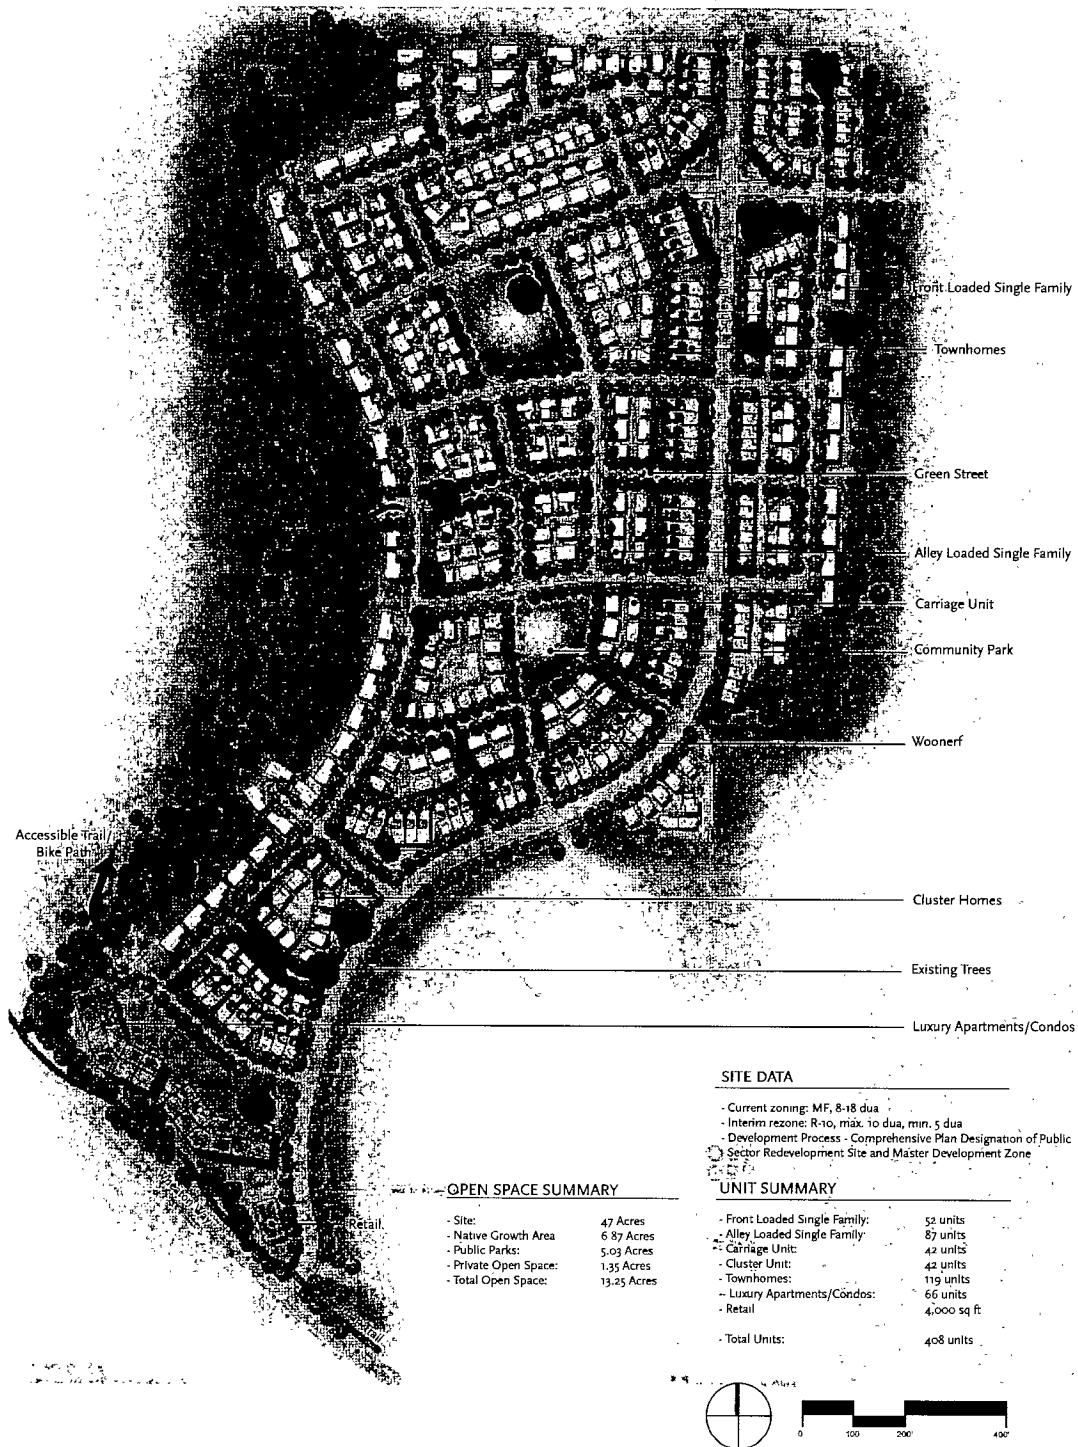 Front Loaded Single Family
Townhomes
Green Street
Alley Loaded Single Family
Carriage Unit
Community Park
Woonerf
Accessible Trail/
Bike Path
Cluster Homes
Existing Trees
Luxury Apartments/Condos
Retail
Trail
SITE DATA
- Current zoning: MF, 8-18 dua
- Interim rezone: R-10, max. 10 dua, min. 5 dua
- Development Process - Comprehensive Plan Designation of Public
Sector Redevelopment Site and Master Development Zone
OPEN SPACE SUMMARY
- Site: 47 Acres
- Native Growth Area 6 87 Acres
- Public Parks: 5.03 Acres
- Private Open Space: 1.35 Acres
- Total Open Space: 13.25 Acres
UNIT SUMMARY
- Front Loaded Single Family: 52 units
- Alley Loaded Single Family: 87 units
- Carriage Unit: 42 units
- Cluster Unit: 42 units
- Townhomes: 119 units
- Luxury Apartments/Condos: 66 units
- Retail 4,000 sq ft
- Total Units: 408 units
0 100 200' 400'